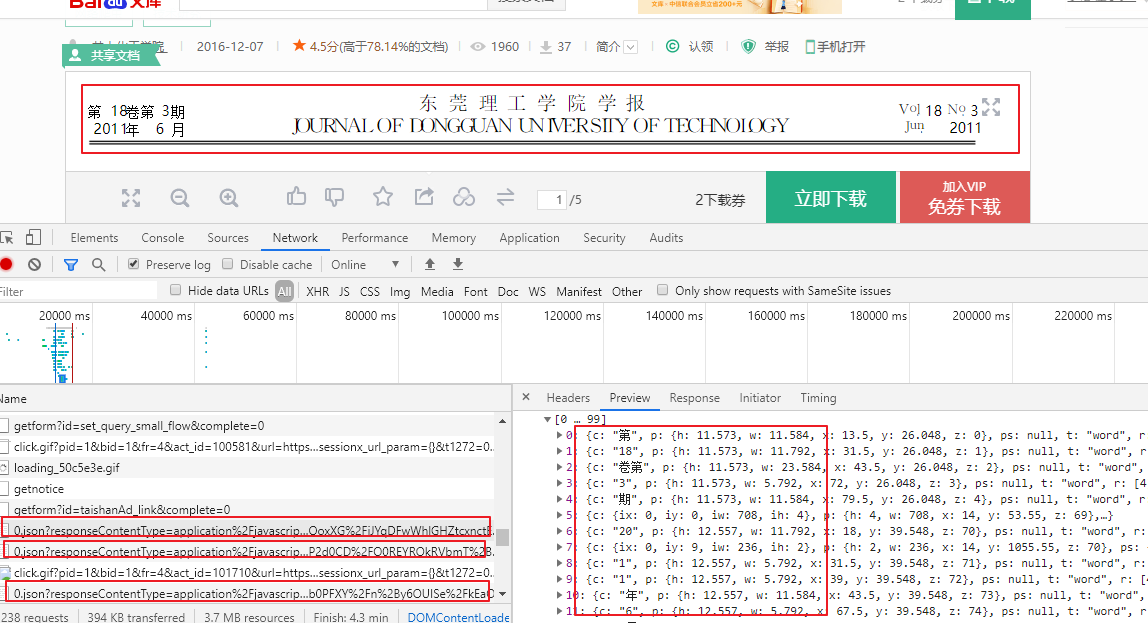 Bai du 文库
2下载券
共享文档 2016-12-07 4.5分(高于78.14%的文档) 1960 37 简介 认领 举报 手机打开
第 18卷第 3期 东 莞 理 工 学 院 学 报 Vol 18 No 3
2011年 6 月 JOURNAL OF DONGGUAN UNIVERSITY OF TECHNOLOGY Jun 2011
1 /5 2下载券 立即下载 加入VIP
免券下载
Elements Console Sources Network Performance Memory Application Security Audits
Preserve log Disable cache Online
Filter Hide data URLs All XHR JS CSS Img Media Font Doc WS Manifest Other Only show requests with SameSite issues
20000 ms 40000 ms 60000 ms 80000 ms 100000 ms 120000 ms 140000 ms 160000 ms 180000 ms 200000 ms 220000 ms
Name
getform?id=set_query_small_flow&complete=0
click.gif?pid=1&bid=1&fr=4&act_id=100581&url=https...sessionx_url_param={}&t1272=0..
loading_50c5e3e.gif
getnotice
getform?id=taishanAd_link&complete=0
0.json?responseContentType=application%2Fjavascrip...OoxXG%2FiJYqDFwWhlGHZtcxnctF
0.json?responseContentType=application%2Fjavascrip...P2d0CD%2FO0REYROkRVbmT%2B.
click.gif?pid=1&bid=1&fr=4&act_id=101710&url=https...sessionx_url_param={}&t1272=0..
0.json?responseContentType=application%2Fjavascrip...b0PFXY%2Fn%2By6OUISe%2FkEaO
238 requests 394 KB transferred 3.7 MB resources Finish: 4.3 min DOMContentLoade
× Headers Preview Response Initiator Timing
[0 … 99]
0: {c: "第", p: {h: 11.573, w: 11.584, x: 13.5, y: 26.048, z: 0}, ps: null, t: "word", r
1: {c: "18", p: {h: 11.573, w: 11.792, x: 31.5, y: 26.048, z: 1}, ps: null, t: "word", r
2: {c: "卷第", p: {h: 11.573, w: 23.584, x: 43.5, y: 26.048, z: 2}, ps: null, t: "word",
3: {c: "3", p: {h: 11.573, w: 5.792, x: 72, y: 26.048, z: 3}, ps: null, t: "word", r: [4
4: {c: "期", p: {h: 11.573, w: 11.584, x: 79.5, y: 26.048, z: 4}, ps: null, t: "word", r
5: {c: {ix: 0, iy: 0, iw: 708, ih: 4}, p: {h: 4, w: 708, x: 14, y: 53.55, z: 69},…}
6: {c: "20", p: {h: 12.557, w: 11.792, x: 18, y: 39.548, z: 70}, ps: null, t: "word", r:
7: {c: {ix: 0, iy: 9, iw: 236, ih: 2}, p: {h: 2, w: 236, x: 14, y: 1055.55, z: 70}, ps:
8: {c: "1", p: {h: 12.557, w: 5.792, x: 31.5, y: 39.548, z: 71}, ps: null, t: "word", r:
9: {c: "1", p: {h: 12.557, w: 5.792, x: 39, y: 39.548, z: 72}, ps: null, t: "word", r: [
10: {c: "年", p: {h: 12.557, w: 11.584, x: 43.5, y: 39.548, z: 73}, ps: null, t: "word",
11: {c: "6", p: {h: 12.557, w: 5.792, x: 67.5, y: 39.548, z: 74}, ps: null, t: "word", r